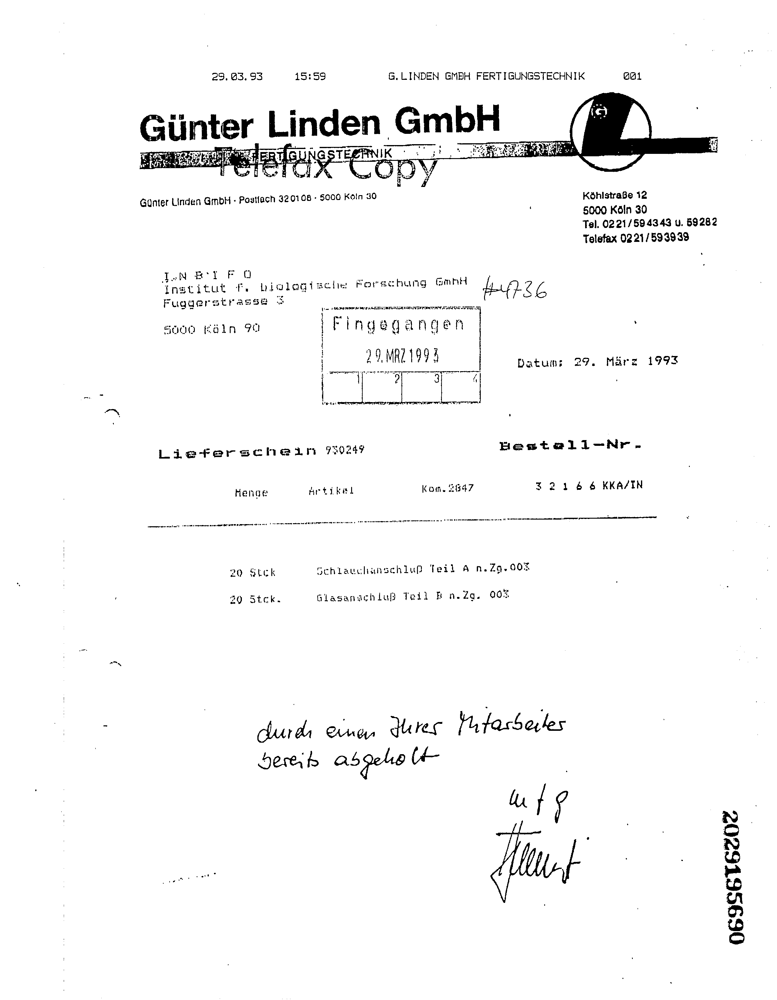 29.03.93 15:59 G.LINDEN GMBH FERTIGUNGSTECHNIK 001
Günter Linden GmbH
G
FERTIGUNGSTECHNIK
Telefax Copy
Günter Linden GmbH · Postfach 320108 · 5000 Köln 30
Köhlstraße 12
5000 Köln 30
Tel. 0221/594343 u. 59282
Telefax 0221/593939
I N B I F O
Institut f. biologische Forschung GmbH
Fuggerstrasse 3
5000 Köln 90
#4736
Eingegangen
29. MRZ 1993
1 2 3 4
Datum: 29. März 1993
Lieferschein 930249 Bestell-Nr.
Menge Artikel Kom.2847 3 2 1 6 6 KKA/IN
20 Stck Schlauchanschluß Teil A n.Zg.003
20 Stck. Glasanschluß Teil B n.Zg. 003
durch einen Ihrer Mitarbeiter
bereits abgeholt
mfg
2029195690